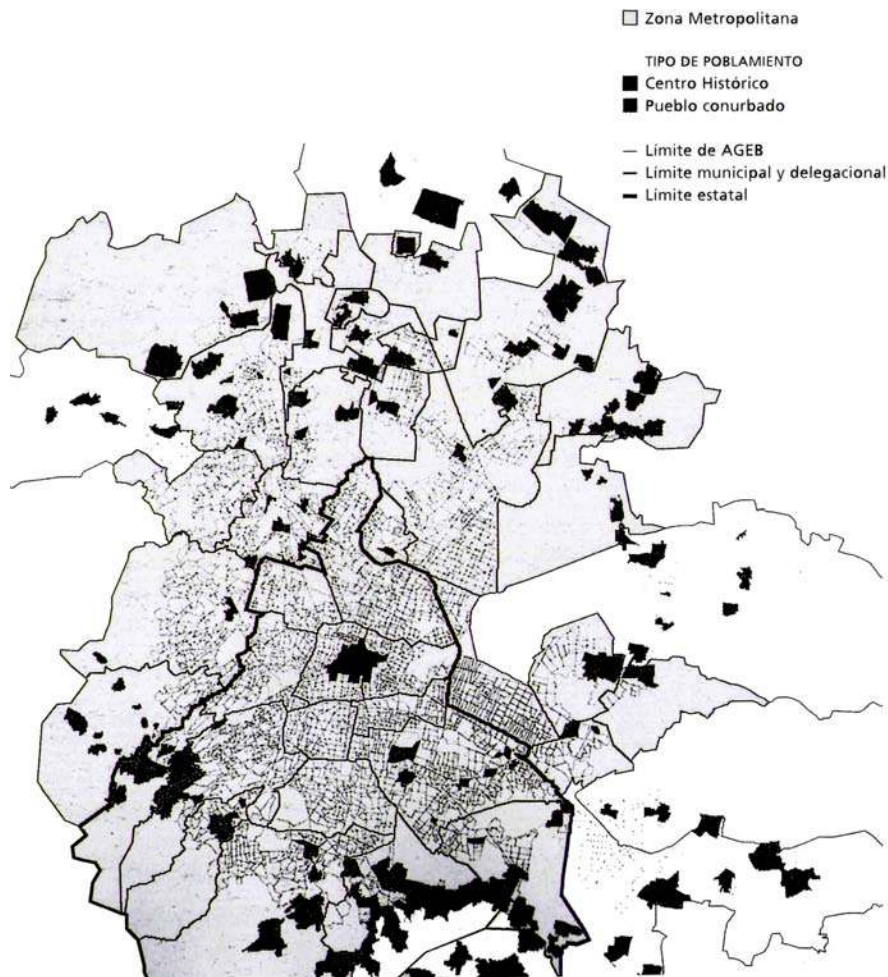 Zona Metropolitana
TIPO DE POBLAMIENTO
Centro Histórico
Pueblo conurbado
Límite de AGEB
Límite municipal y delegacional
Límite estatal